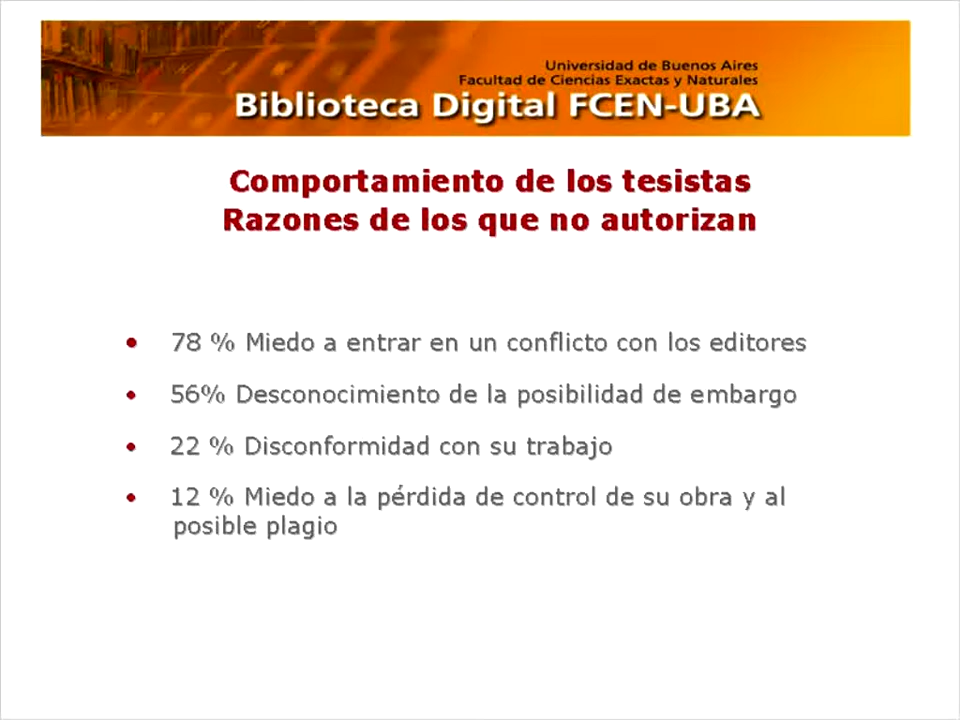 Universidad de Buenos Aires
Facultad de Ciencias Exactas y Naturales
Biblioteca Digital FCEN-UBA
Comportamiento de los tesistas
Razones de los que no autorizan
• 78 % Miedo a entrar en un conflicto con los editores
• 56% Desconocimiento de la posibilidad de embargo
• 22 % Disconformidad con su trabajo
• 12 % Miedo a la pérdida de control de su obra y al
posible plagio